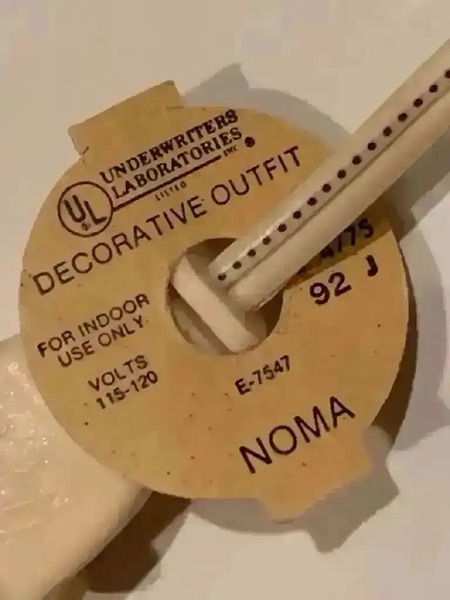 UNDERWRITERS
LABORATORIES INC. ®
LISTED
UL ®
DECORATIVE OUTFIT
FOR INDOOR
USE ONLY.
VOLTS
115-120
92 J
E-7547
NOMA